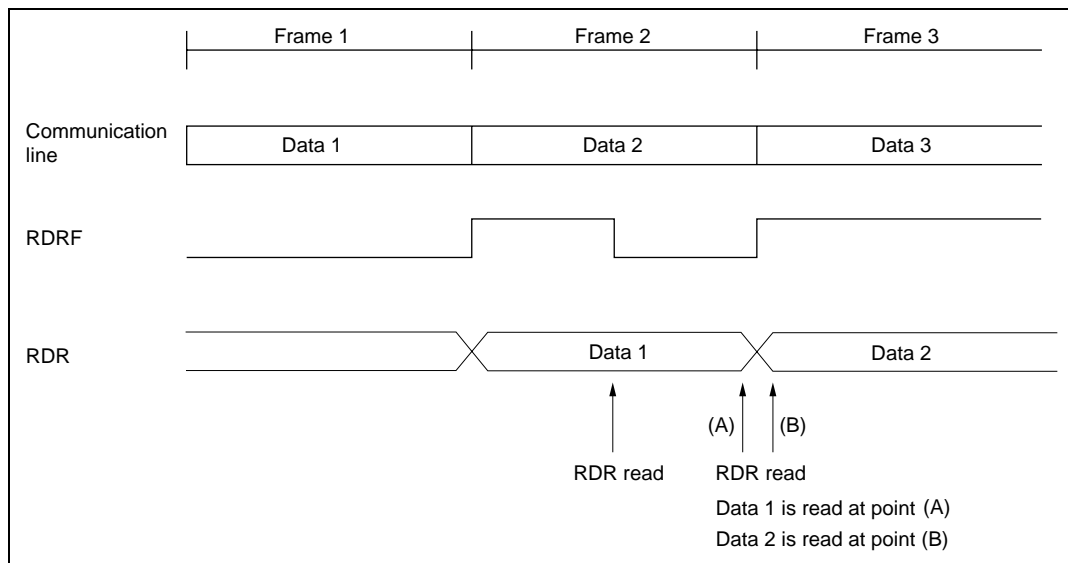 Frame 1 Frame 2 Frame 3
Communication
line
Data 1 Data 2 Data 3
RDRF
RDR
Data 1 Data 2
(A) (B)
RDR read RDR read
Data 1 is read at point (A)
Data 2 is read at point (B)